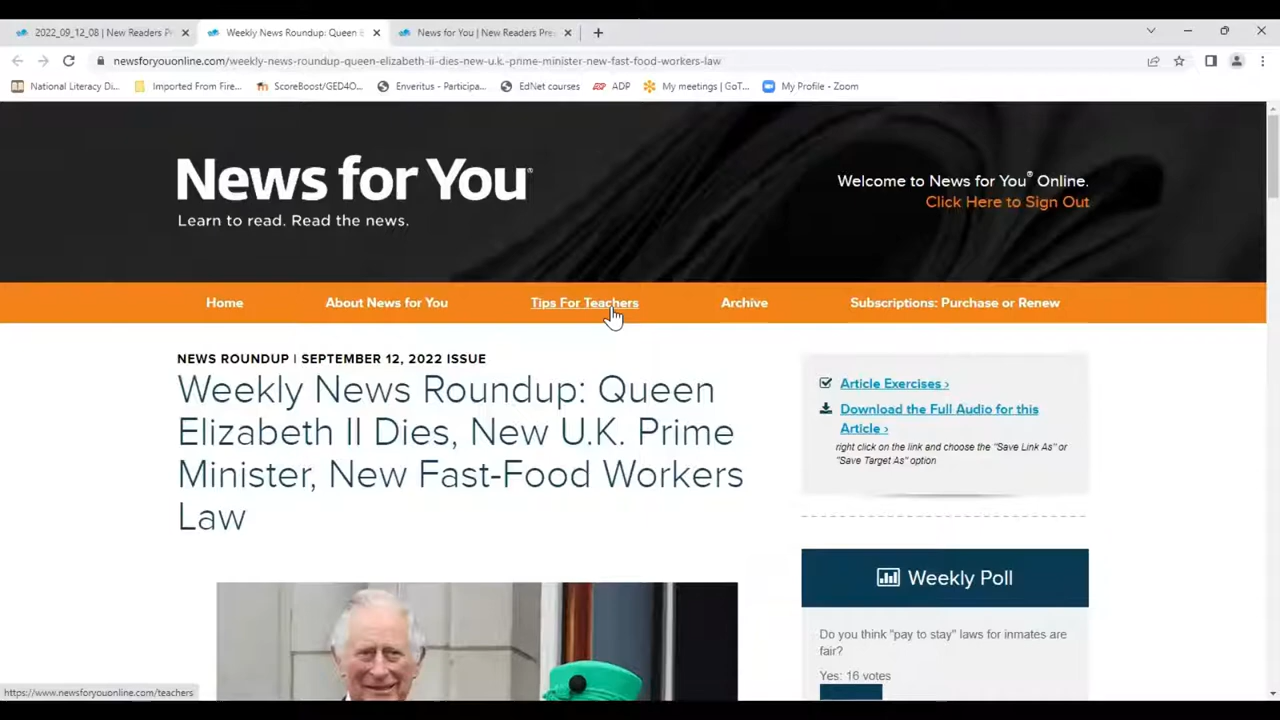 2022_09_12_08 | New Readers Pr
Weekly News Roundup: Queen E
News for You | New Readers Pres
newsforyouonline.com/weekly-news-roundup-queen-elizabeth-ii-dies-new-u.k.-prime-minister-new-fast-food-workers-law
National Literacy Di...
Imported From Fire...
ScoreBoost/GED4O...
Enveritus - Participa...
EdNet courses
ADP
My meetings | GoT...
My Profile - Zoom
News for You®
Learn to read. Read the news.
Welcome to News for You® Online.
Click Here to Sign Out
Home
About News for You
Tips For Teachers
Archive
Subscriptions: Purchase or Renew
NEWS ROUNDUP | SEPTEMBER 12, 2022 ISSUE
Weekly News Roundup: Queen
Elizabeth II Dies, New U.K. Prime
Minister, New Fast-Food Workers
Law
Article Exercises ›
Download the Full Audio for this
Article ›
right click on the link and choose the "Save Link As" or
"Save Target As" option
Weekly Poll
Do you think "pay to stay" laws for inmates are
fair?
Yes: 16 votes
https://www.newsforyouonline.com/teachers